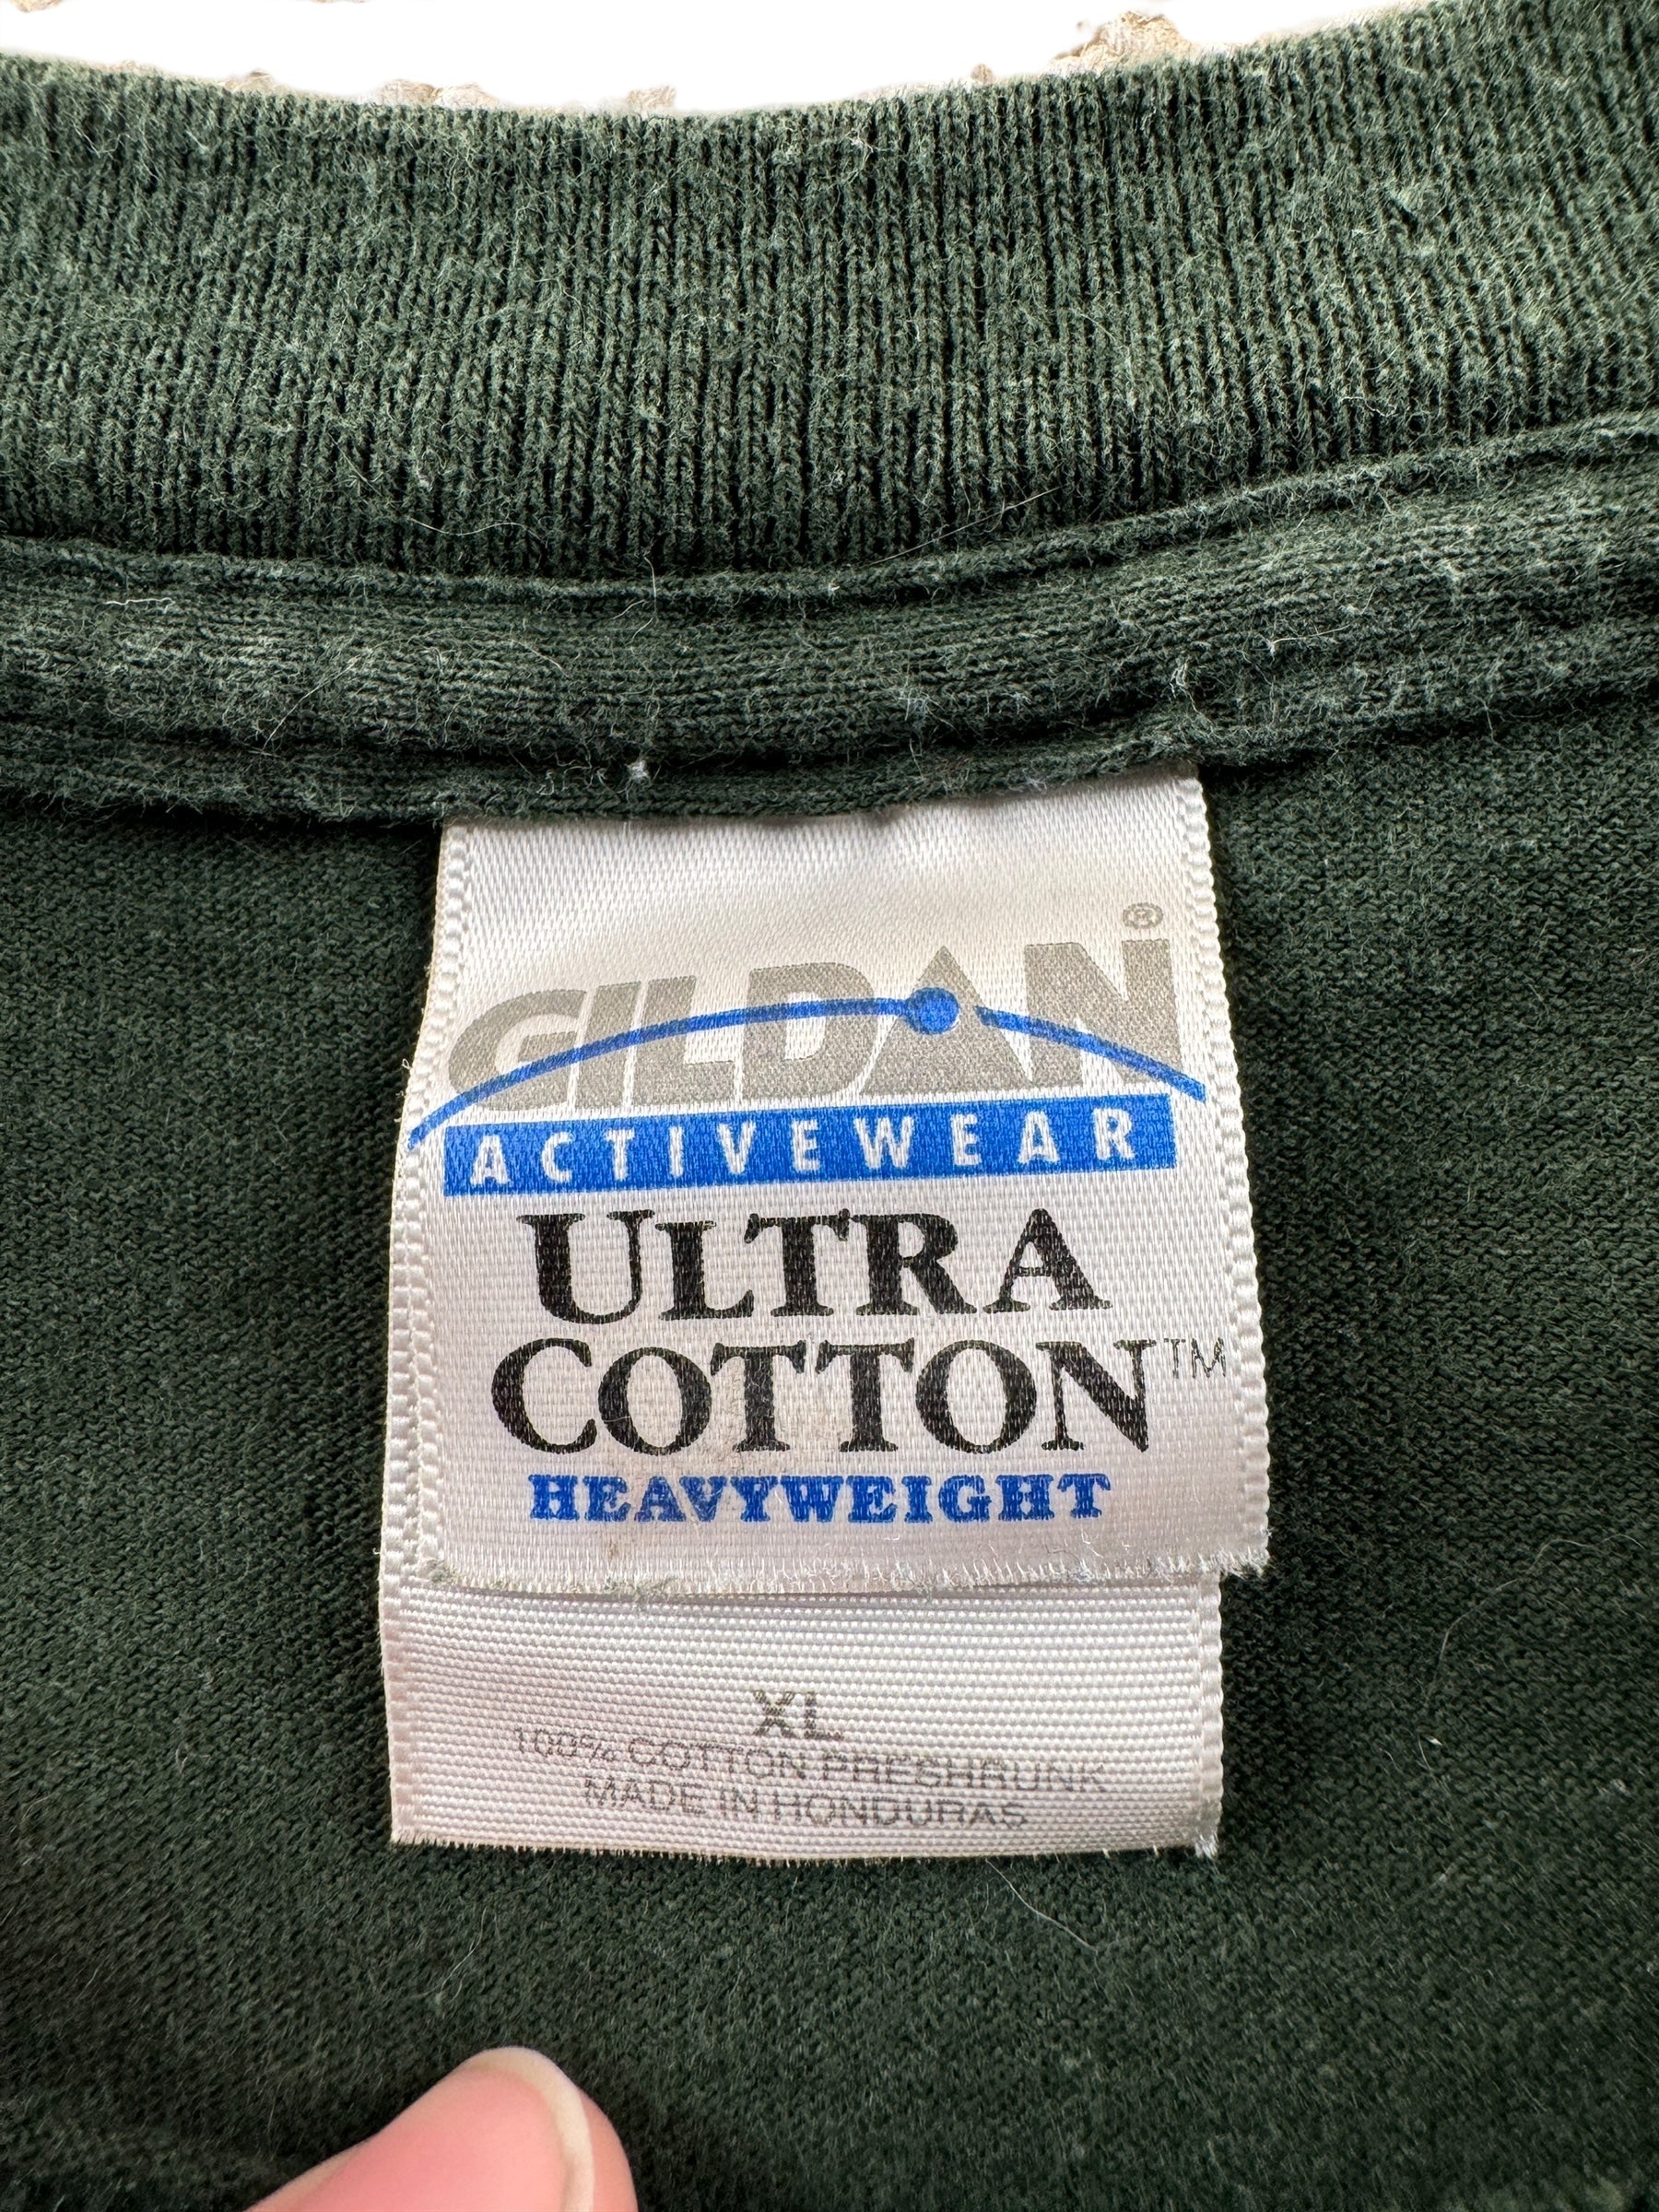 GILDAN®
ACTIVEWEAR
ULTRA
COTTON™
HEAVYWEIGHT
XL
100% COTTON PRESHRUNK
MADE IN HONDURAS